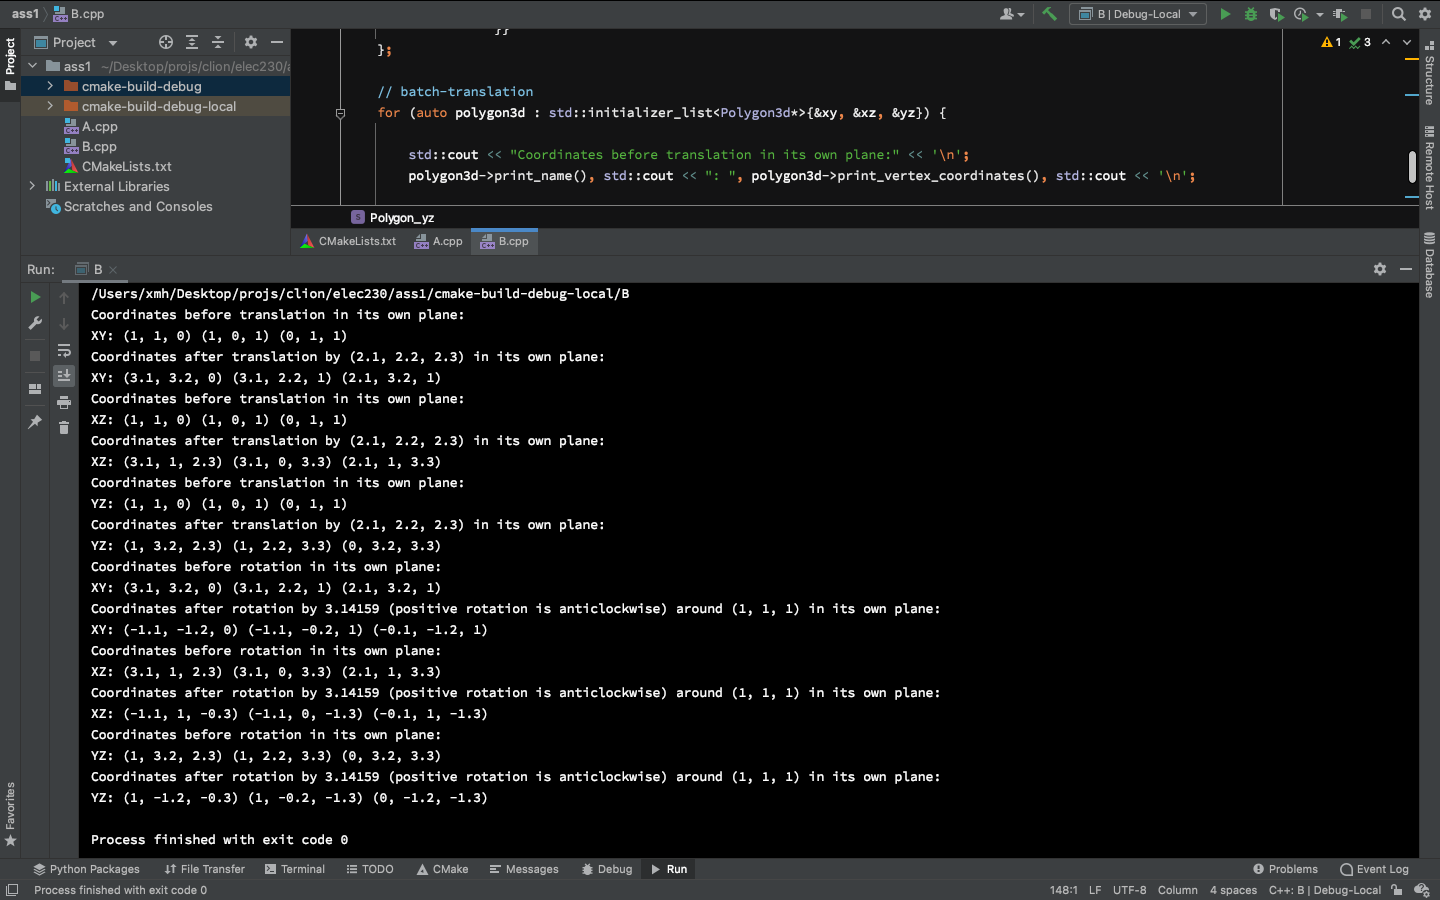 ass1 B.cpp
B | Debug-Local
Project
Project
ass1 ~/Desktop/projs/clion/elec230/
cmake-build-debug
cmake-build-debug-local
A.cpp
B.cpp
CMakeLists.txt
External Libraries
Scratches and Consoles
}}
};
// batch-translation
for (auto polygon3d : std::initializer_list<Polygon3d*>{&xy, &xz, &yz}) {
std::cout << "Coordinates before translation in its own plane:" << '\n';
polygon3d->print_name(), std::cout << ": ", polygon3d->print_vertex_coordinates(), std::cout << '\n';
1 3
S Polygon_yz
CMakeLists.txt A.cpp B.cpp
Structure
Remote Host
Database
Run: B
/Users/xmh/Desktop/projs/clion/elec230/ass1/cmake-build-debug-local/B
Coordinates before translation in its own plane:
XY: (1, 1, 0) (1, 0, 1) (0, 1, 1)
Coordinates after translation by (2.1, 2.2, 2.3) in its own plane:
XY: (3.1, 3.2, 0) (3.1, 2.2, 1) (2.1, 3.2, 1)
Coordinates before translation in its own plane:
XZ: (1, 1, 0) (1, 0, 1) (0, 1, 1)
Coordinates after translation by (2.1, 2.2, 2.3) in its own plane:
XZ: (3.1, 1, 2.3) (3.1, 0, 3.3) (2.1, 1, 3.3)
Coordinates before translation in its own plane:
YZ: (1, 1, 0) (1, 0, 1) (0, 1, 1)
Coordinates after translation by (2.1, 2.2, 2.3) in its own plane:
YZ: (1, 3.2, 2.3) (1, 2.2, 3.3) (0, 3.2, 3.3)
Coordinates before rotation in its own plane:
XY: (3.1, 3.2, 0) (3.1, 2.2, 1) (2.1, 3.2, 1)
Coordinates after rotation by 3.14159 (positive rotation is anticlockwise) around (1, 1, 1) in its own plane:
XY: (-1.1, -1.2, 0) (-1.1, -0.2, 1) (-0.1, -1.2, 1)
Coordinates before rotation in its own plane:
XZ: (3.1, 1, 2.3) (3.1, 0, 3.3) (2.1, 1, 3.3)
Coordinates after rotation by 3.14159 (positive rotation is anticlockwise) around (1, 1, 1) in its own plane:
XZ: (-1.1, 1, -0.3) (-1.1, 0, -1.3) (-0.1, 1, -1.3)
Coordinates before rotation in its own plane:
YZ: (1, 3.2, 2.3) (1, 2.2, 3.3) (0, 3.2, 3.3)
Coordinates after rotation by 3.14159 (positive rotation is anticlockwise) around (1, 1, 1) in its own plane:
YZ: (1, -1.2, -0.3) (1, -0.2, -1.3) (0, -1.2, -1.3)
Process finished with exit code 0
Favorites
Python Packages File Transfer Terminal TODO CMake Messages Debug Run Problems Event Log
Process finished with exit code 0 148:1 LF UTF-8 Column 4 spaces C++: B | Debug-Local